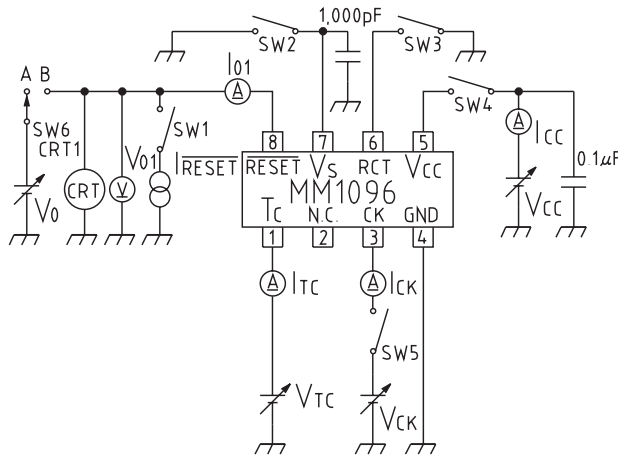 1,000pF
SW2
SW3
A B
I01
A
SW4
SW6
CRT1
SW1
V01
IRESET
8
7
6
5
A
ICC
0.1μF
RESET
VS
RCT
VCC
CRT
V
VO
MM1096
VCC
TC
N.C.
CK
GND
1
2
3
4
A
ITC
A
ICK
SW5
VTC
VCK